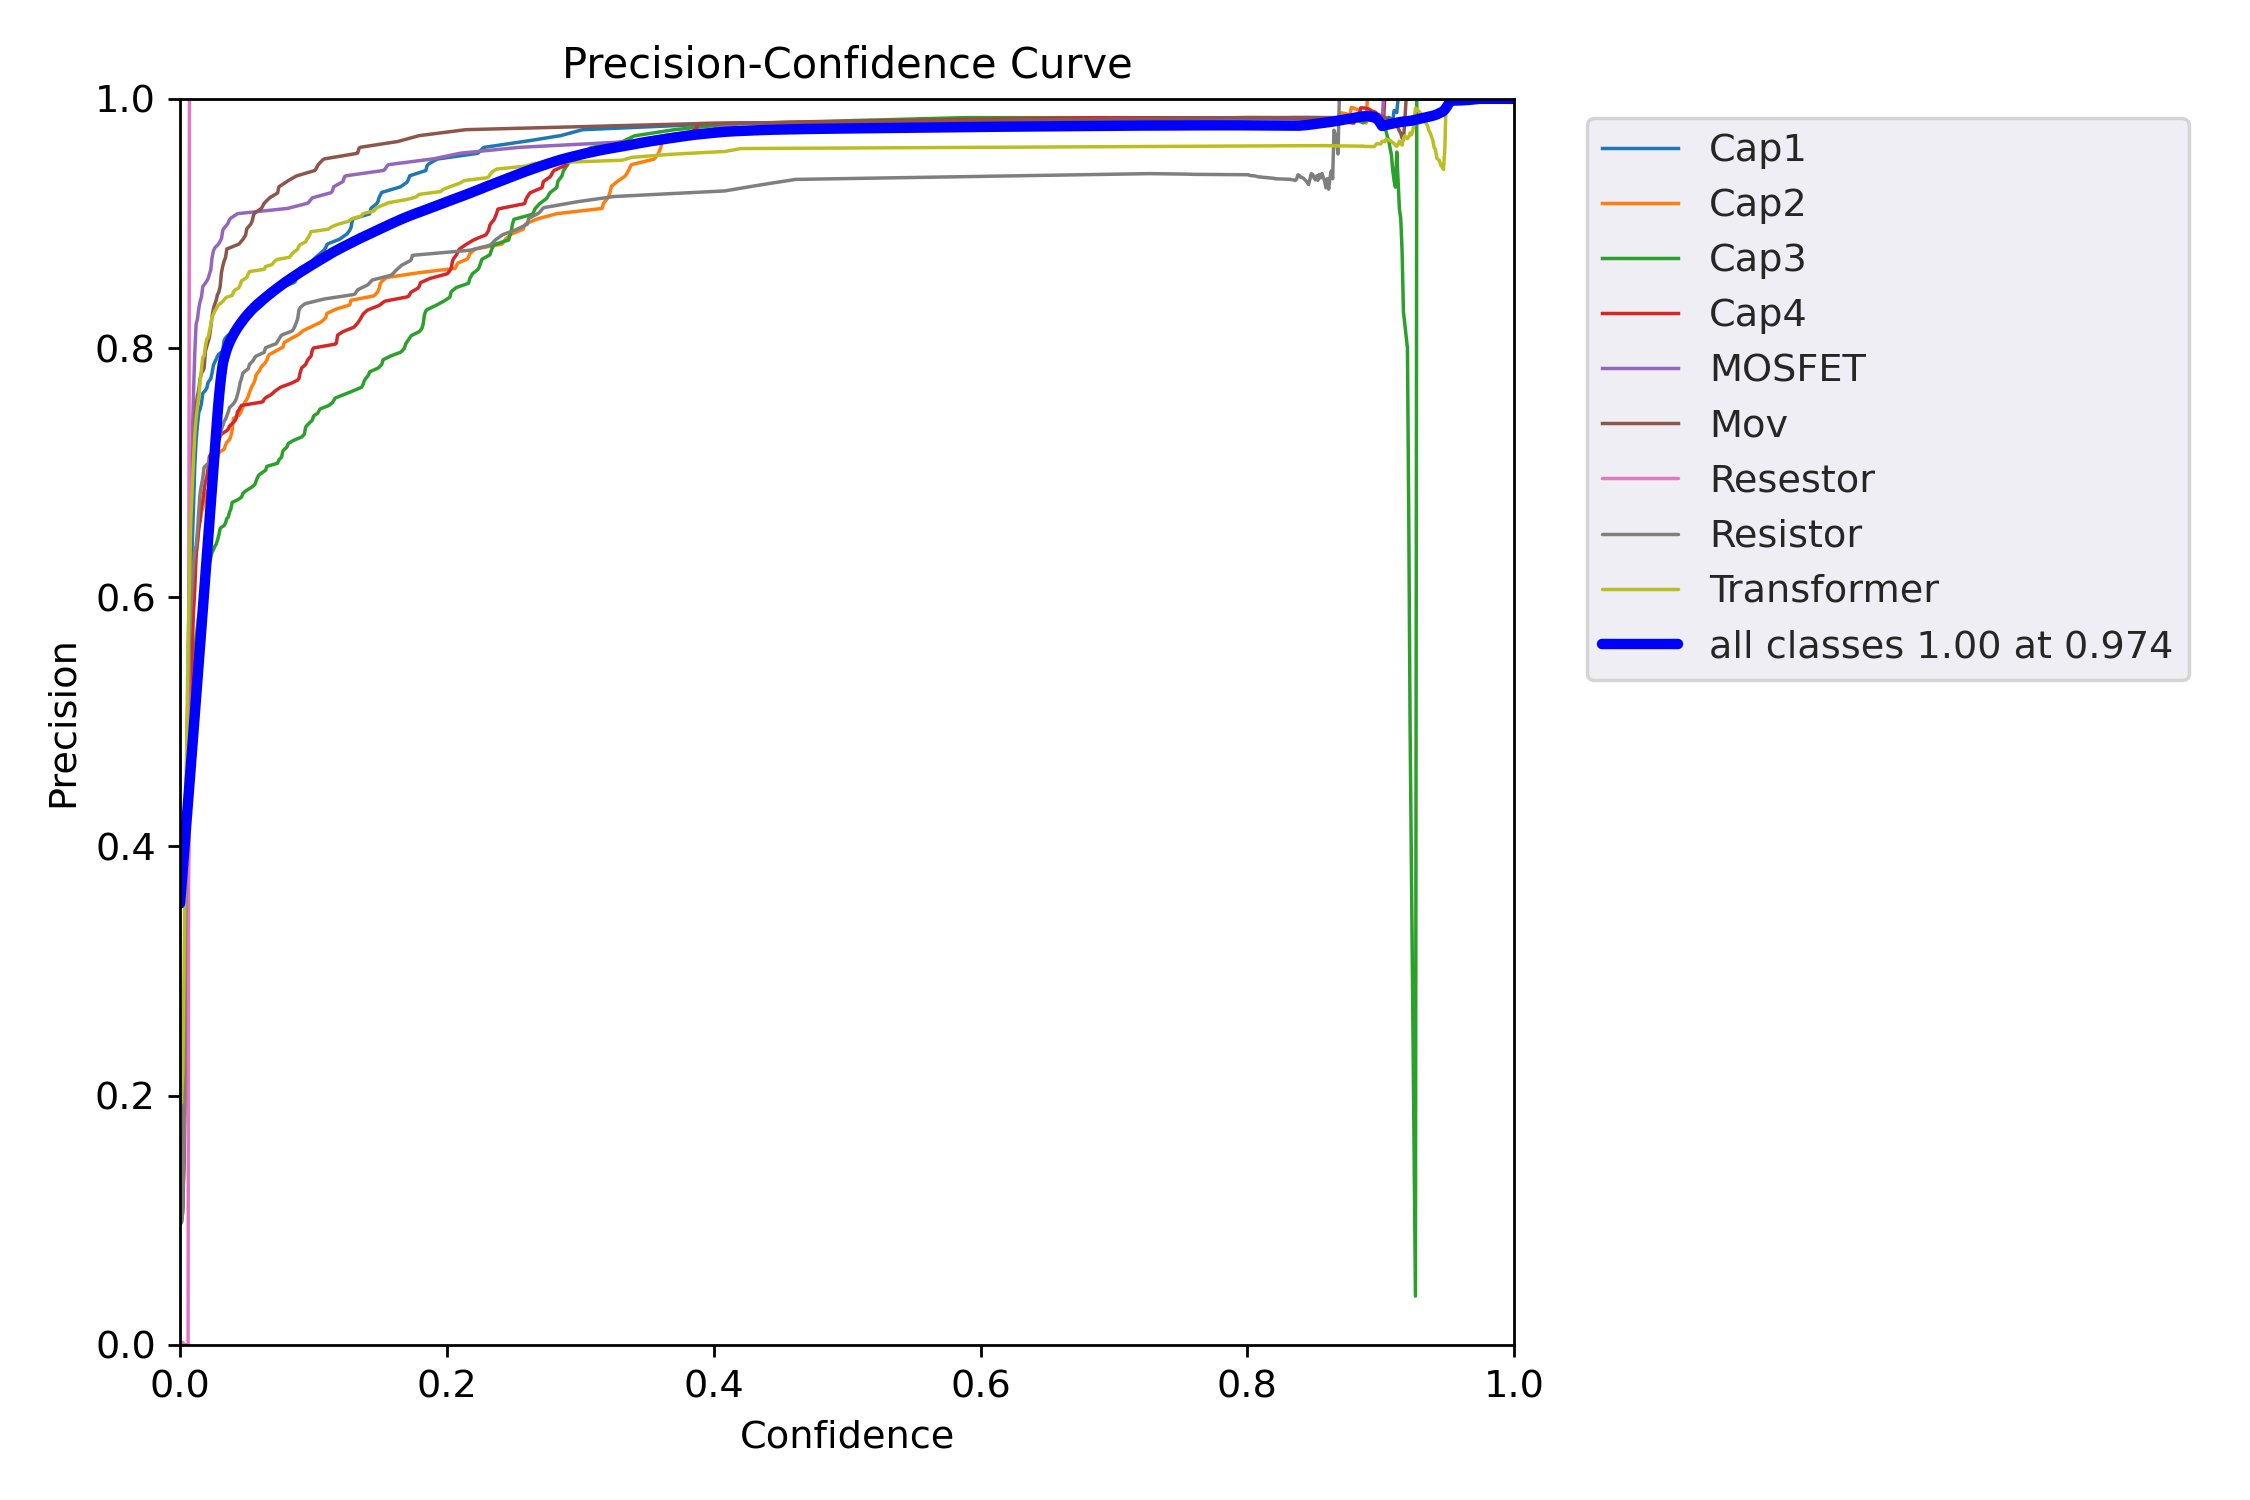 Precision-Confidence Curve
1.0
0.8
0.6
0.4
0.2
0.0
Precision
0.0 0.2 0.4 0.6 0.8 1.0
Confidence
Cap1
Cap2
Cap3
Cap4
MOSFET
Mov
Resestor
Resistor
Transformer
all classes 1.00 at 0.974